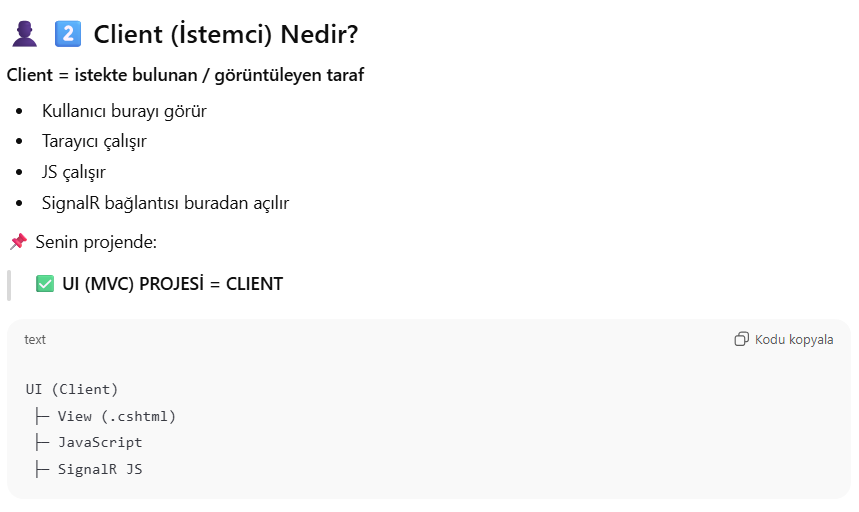 👤 2️⃣ Client (İstemci) Nedir?
Client = istekte bulunan / görüntüleyen taraf
• Kullanıcı burayı görür
• Tarayıcı çalışır
• JS çalışır
• SignalR bağlantısı buradan açılır
📌 Senin projende:
✅ UI (MVC) PROJESİ = CLIENT
text
Kodu kopyala
UI (Client)
├─ View (.cshtml)
├─ JavaScript
├─ SignalR JS